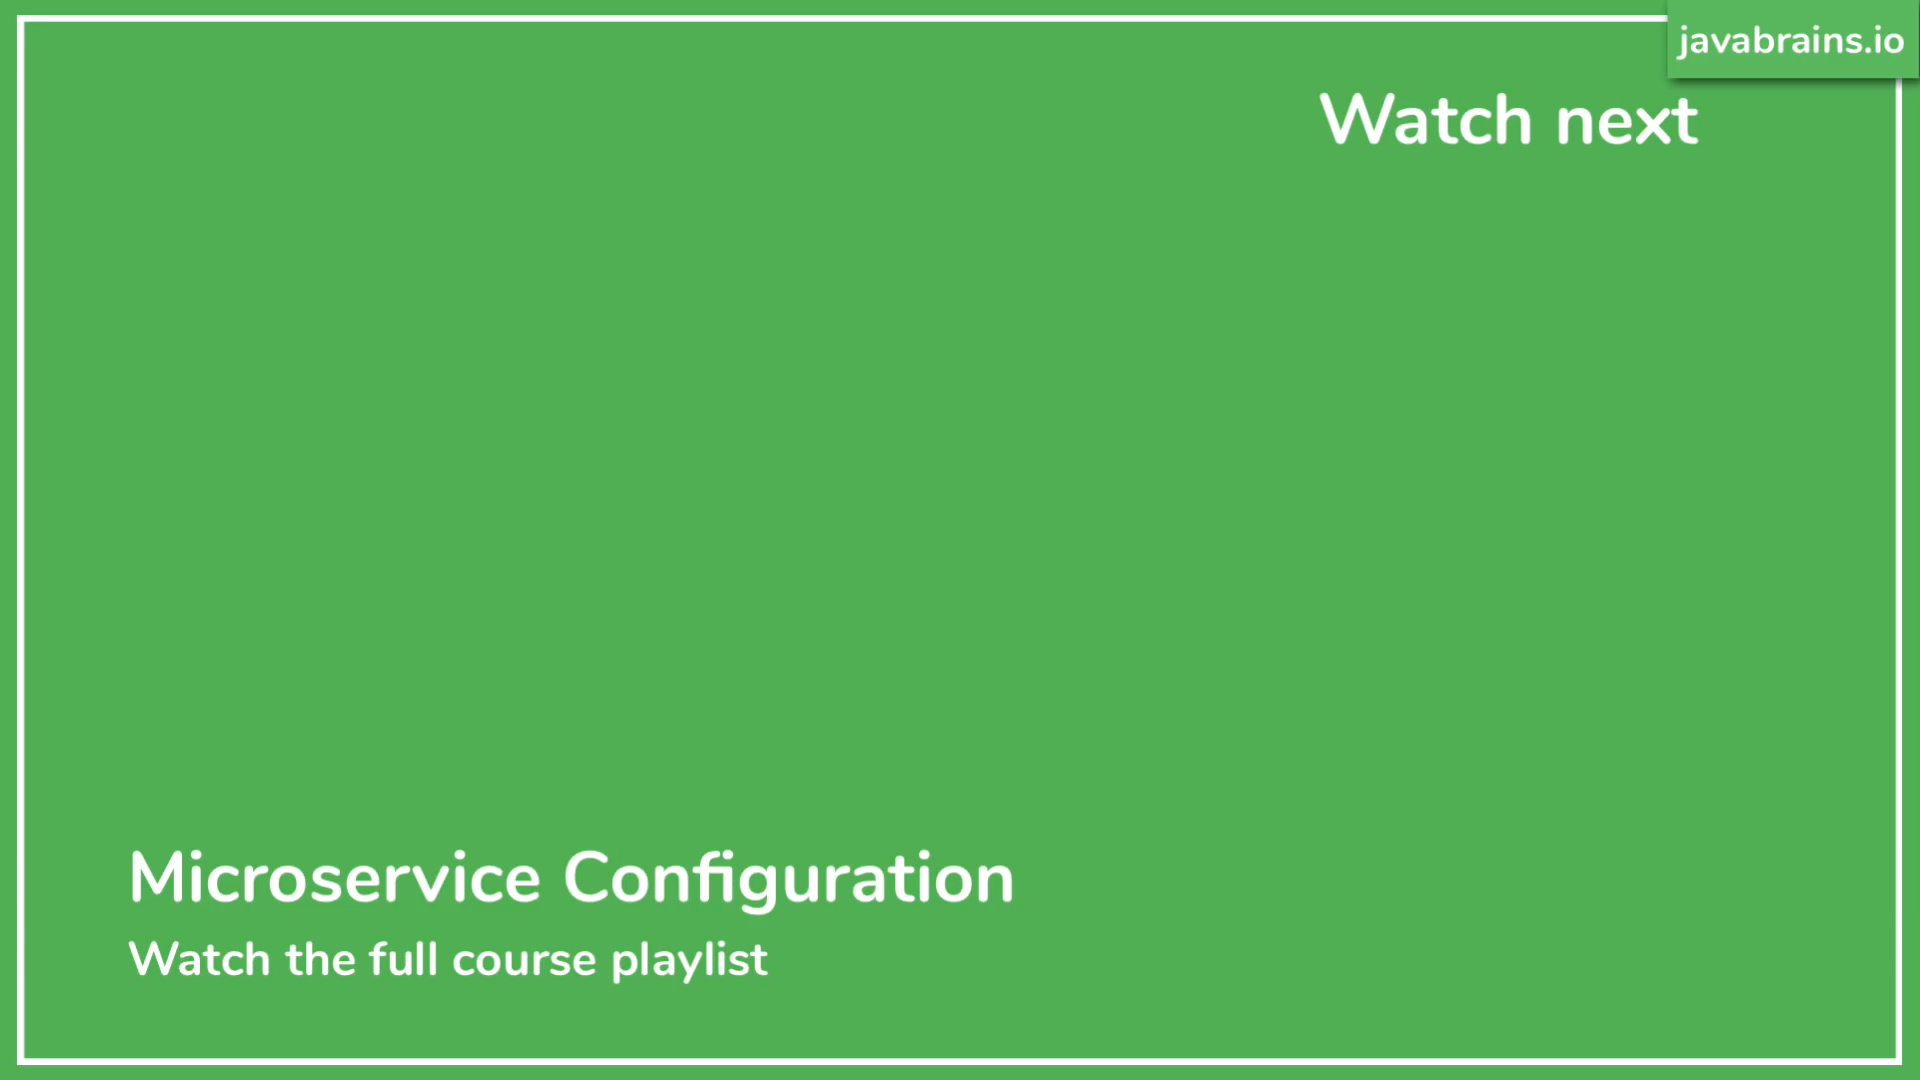 javabrains.io
Watch next
Microservice Configuration
Watch the full course playlist